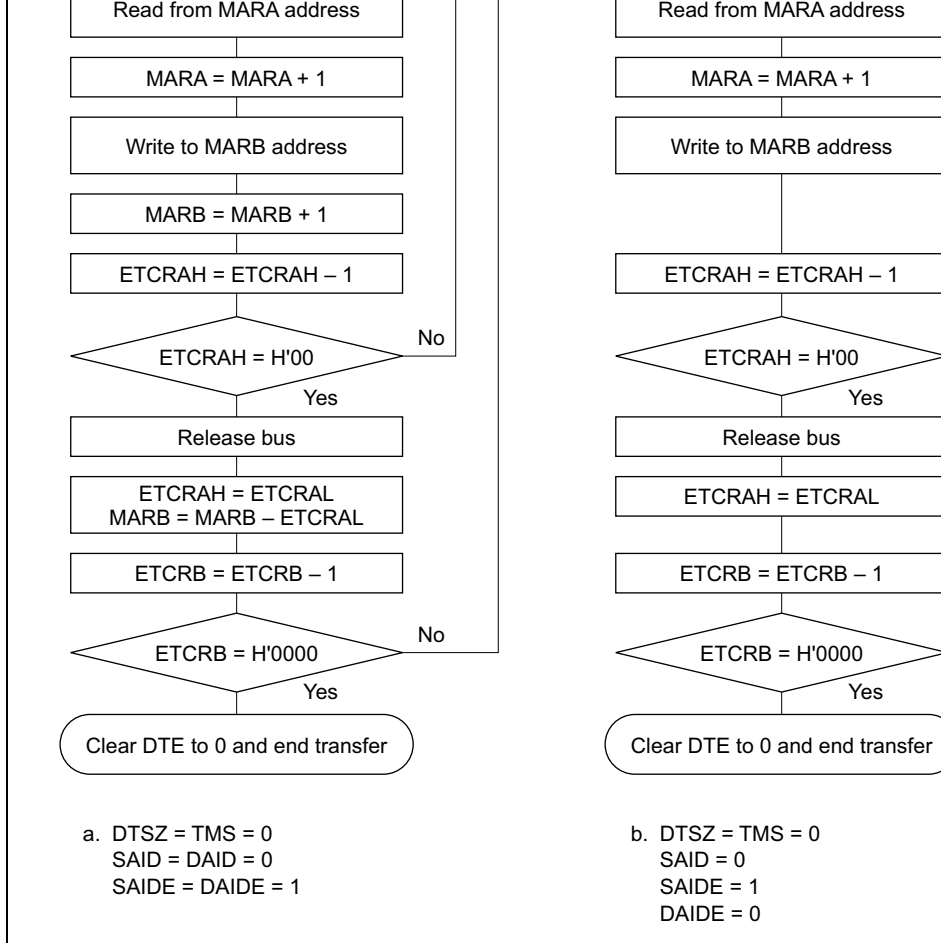 Read from MARA address
MARA = MARA + 1
Write to MARB address
MARB = MARB + 1
ETCRAH = ETCRAH – 1
No
ETCRAH = H'00
Yes
Release bus
ETCRAH = ETCRAL
MARB = MARB – ETCRAL
ETCRB = ETCRB – 1
No
ETCRB = H'0000
Yes
Clear DTE to 0 and end transfer
a. DTSZ = TMS = 0
SAID = DAID = 0
SAIDE = DAIDE = 1
Read from MARA address
MARA = MARA + 1
Write to MARB address
ETCRAH = ETCRAH – 1
ETCRAH = H'00
Yes
Release bus
ETCRAH = ETCRAL
ETCRB = ETCRB – 1
ETCRB = H'0000
Yes
Clear DTE to 0 and end transfer
b. DTSZ = TMS = 0
SAID = 0
SAIDE = 1
DAIDE = 0